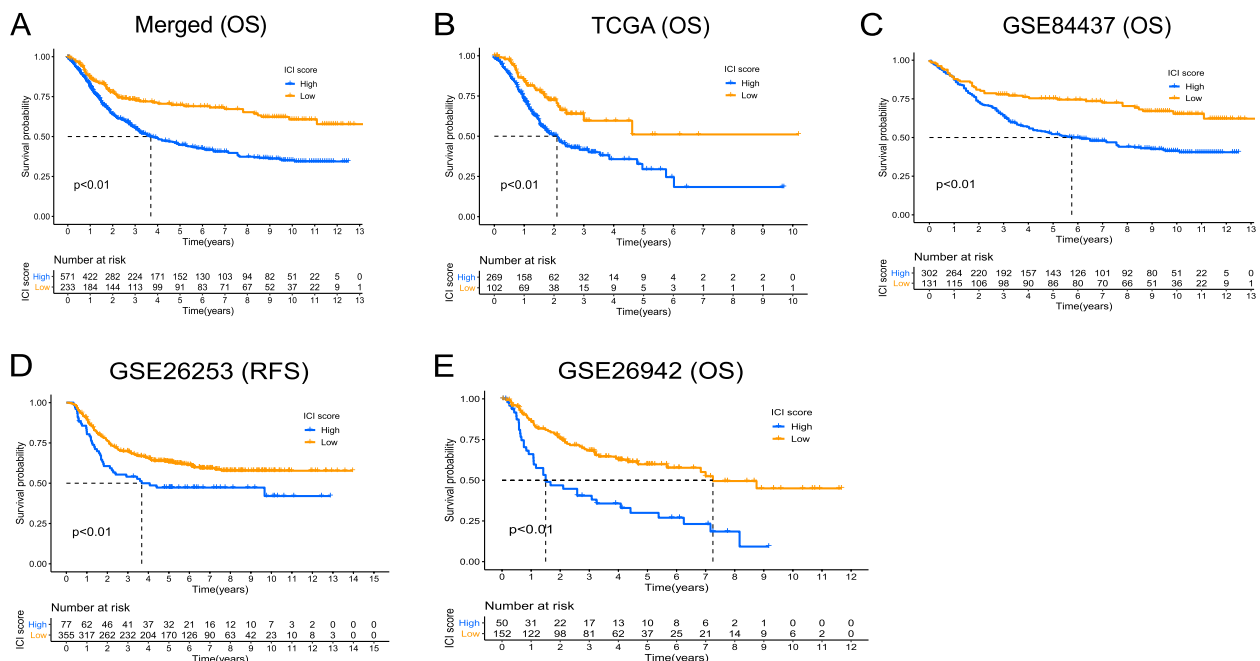 A
Merged (OS)
ICI score
High
Low
Survival probability
1.00
0.75
0.50
0.25
0.00
p<0.01
0 1 2 3 4 5 6 7 8 9 10 11 12 13
Time(years)
Number at risk
ICI score
High 571 422 282 224 171 152 130 103 94 82 51 22 5 0
Low 233 184 144 113 99 91 83 71 67 52 37 22 9 1
0 1 2 3 4 5 6 7 8 9 10 11 12 13
Time(years)
B
TCGA (OS)
ICI score
High
Low
Survival probability
1.00
0.75
0.50
0.25
0.00
p<0.01
0 1 2 3 4 5 6 7 8 9 10
Time(years)
Number at risk
ICI score
High 269 158 62 32 14 9 4 2 2 2 0
Low 102 69 38 15 9 5 3 1 1 1 1
0 1 2 3 4 5 6 7 8 9 10
Time(years)
C
GSE84437 (OS)
ICI score
High
Low
Survival probability
1.00
0.75
0.50
0.25
0.00
p<0.01
0 1 2 3 4 5 6 7 8 9 10 11 12 13
Time(years)
Number at risk
ICI score
High 302 264 220 192 157 143 126 101 92 80 51 22 5 0
Low 131 115 106 98 90 86 80 70 66 51 36 22 9 1
0 1 2 3 4 5 6 7 8 9 10 11 12 13
Time(years)
D
GSE26253 (RFS)
ICI score
High
Low
Survival probability
1.00
0.75
0.50
0.25
0.00
p<0.01
0 1 2 3 4 5 6 7 8 9 10 11 12 13 14 15
Time(years)
Number at risk
ICI score
High 77 62 46 41 37 32 21 16 12 10 7 3 2 0 0 0
Low 355 317 262 232 204 170 126 90 63 42 23 10 8 3 0 0
0 1 2 3 4 5 6 7 8 9 10 11 12 13 14 15
Time(years)
E
GSE26942 (OS)
ICI score
High
Low
Survival probability
1.00
0.75
0.50
0.25
0.00
p<0.01
0 1 2 3 4 5 6 7 8 9 10 11 12
Time(years)
Number at risk
ICI score
High 50 31 22 17 13 10 8 6 2 1 0 0 0
Low 152 122 98 81 62 37 25 21 14 9 6 2 0
0 1 2 3 4 5 6 7 8 9 10 11 12
Time(years)